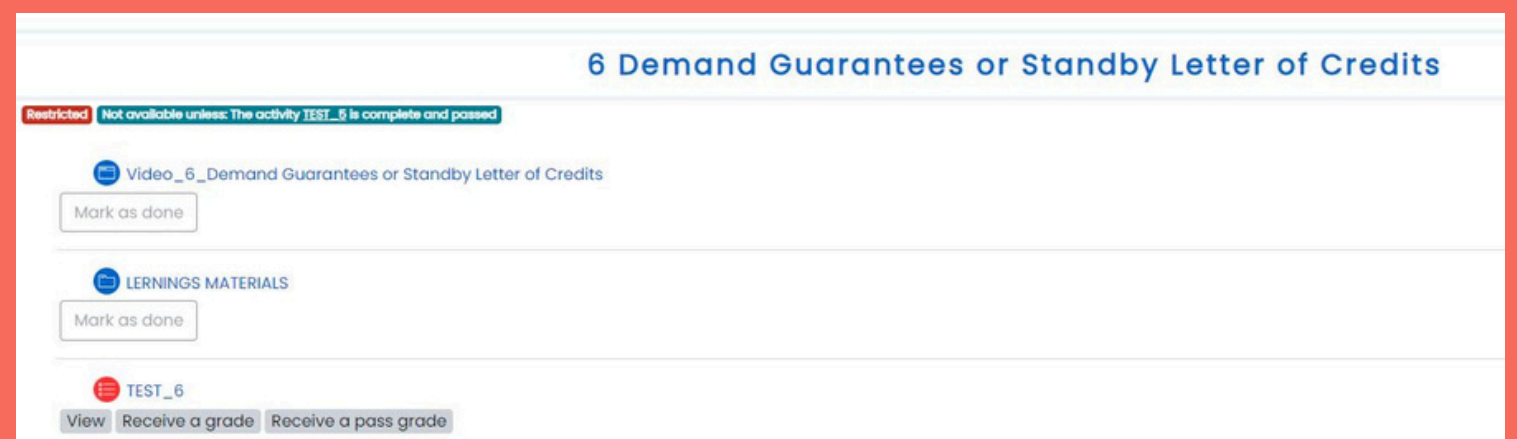 6 Demand Guarantees or Standby Letter of Credits
Restricted Not available unless: The activity TEST_5 is complete and passed
Video_6_Demand Guarantees or Standby Letter of Credits
Mark as done
LERNINGS MATERIALS
Mark as done
TEST_6
View Receive a grade Receive a pass grade